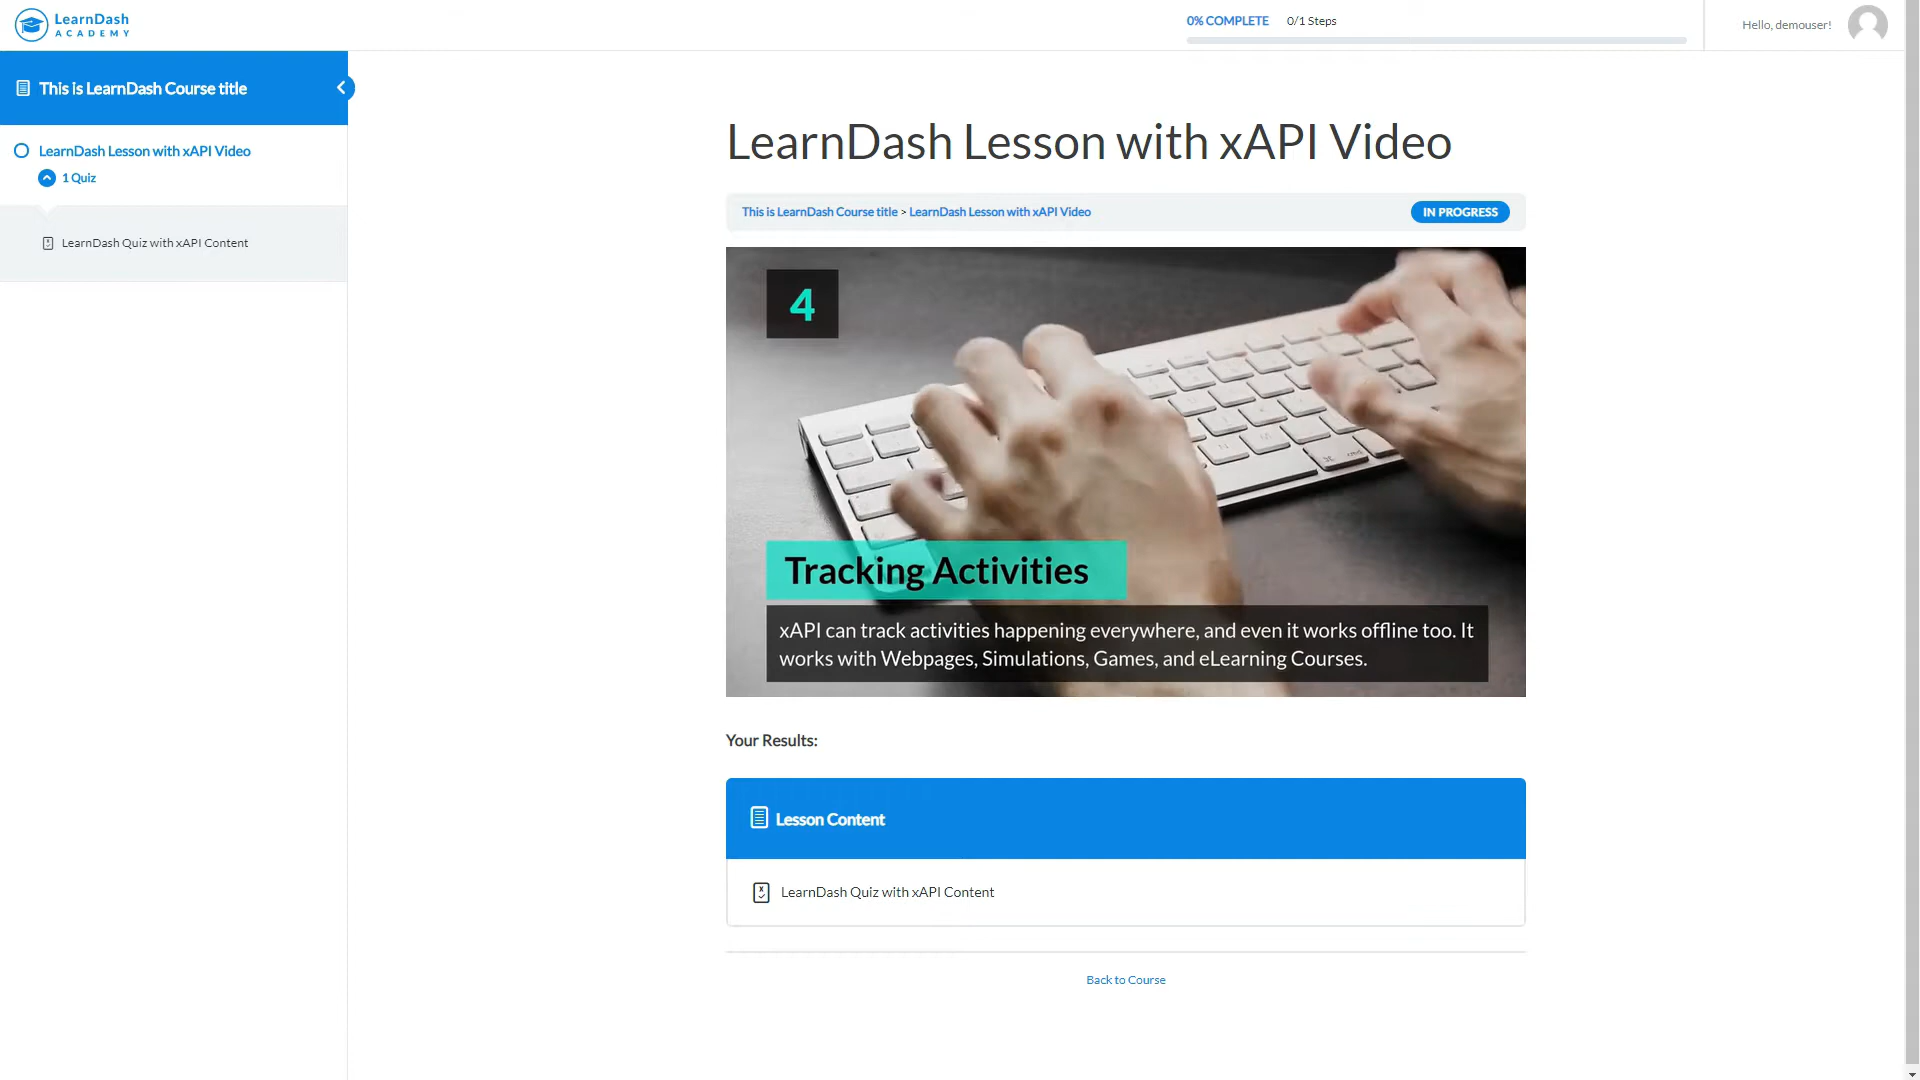 LearnDash
ACADEMY
0% COMPLETE 0/1 Steps
Hello, demouser!
This is LearnDash Course title
LearnDash Lesson with xAPI Video
1 Quiz
LearnDash Quiz with xAPI Content
LearnDash Lesson with xAPI Video
This is LearnDash Course title > LearnDash Lesson with xAPI Video
IN PROGRESS
4
Tracking Activities
xAPI can track activities happening everywhere, and even it works offline too. It
works with Webpages, Simulations, Games, and eLearning Courses.
Your Results:
Lesson Content
LearnDash Quiz with xAPI Content
Back to Course